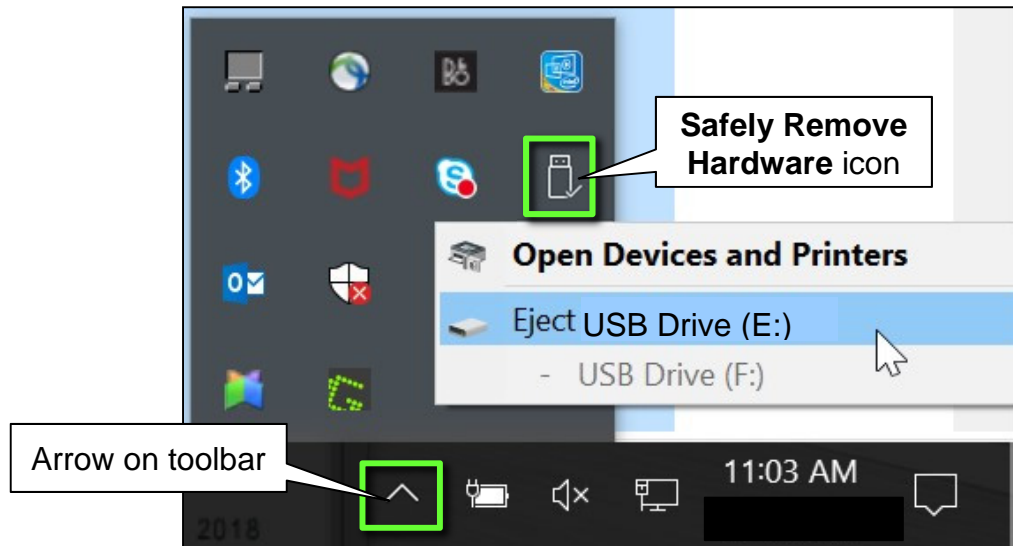 Safely Remove
Hardware icon
Open Devices and Printers
Eject USB Drive (E:)
- USB Drive (F:)
Arrow on toolbar
11:03 AM
2018